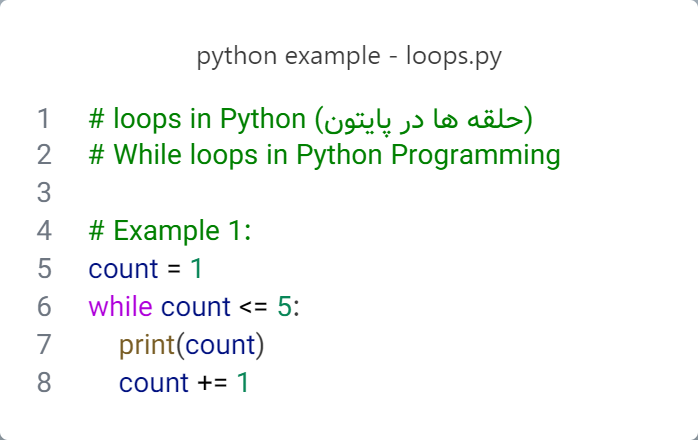 python example - loops.py
1 # loops in Python (حلقه ها در پایتون)
2 # While loops in Python Programming
3
4 # Example 1:
5 count = 1
6 while count <= 5:
7     print(count)
8     count += 1